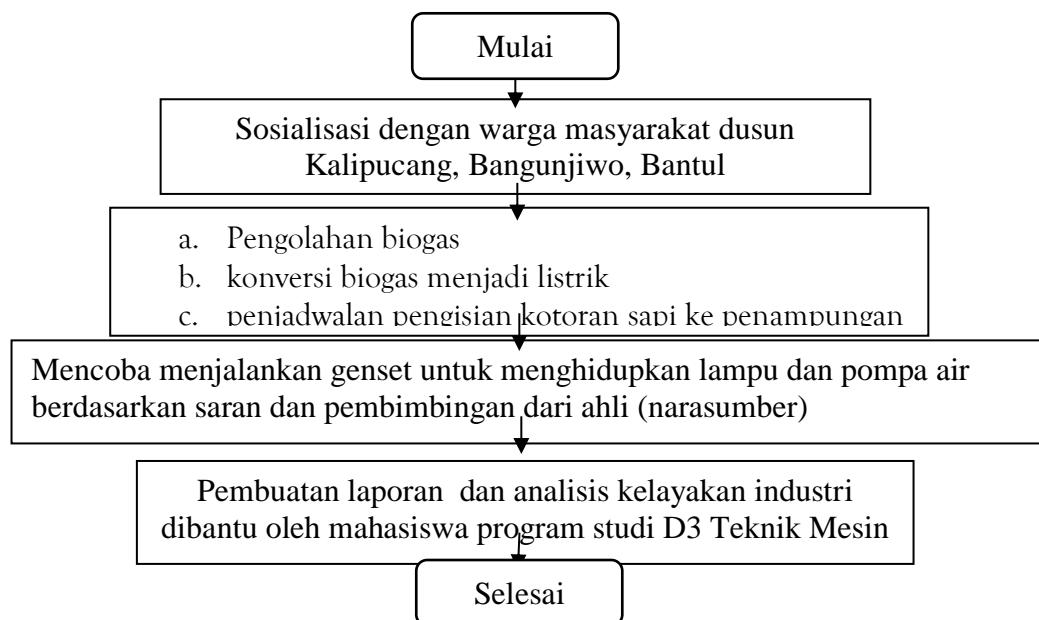 Mulai
Sosialisasi dengan warga masyarakat dusun
Kalipucang, Bangunjiwo, Bantul
a. Pengolahan biogas
b. konversi biogas menjadi listrik
c. penjadwalan pengisian kotoran sapi ke penampungan
Mencoba menjalankan genset untuk menghidupkan lampu dan pompa air
berdasarkan saran dan pembimbingan dari ahli (narasumber)
Pembuatan laporan dan analisis kelayakan industri
dibantu oleh mahasiswa program studi D3 Teknik Mesin
Selesai